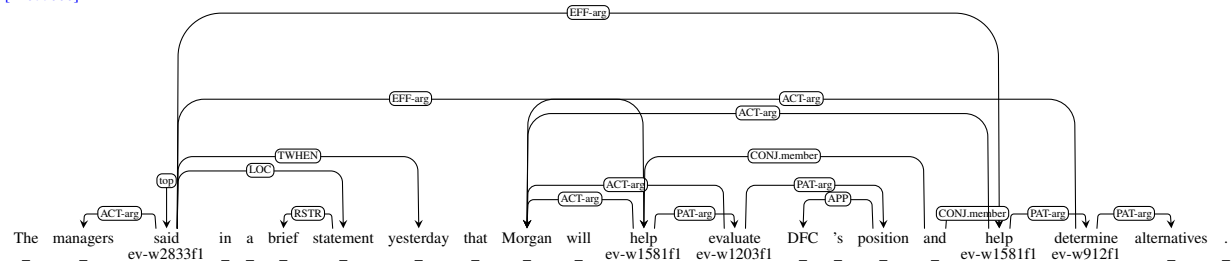 EFF-arg
EFF-arg ACT-arg
ACT-arg
TWHEN CONJ.member
top LOC
ACT-arg PAT-arg
ACT-arg APP
ACT-arg RSTR PAT-arg CONJ.member PAT-arg PAT-arg
The managers said in a brief statement yesterday that Morgan will help evaluate DFC 's position and help determine alternatives .
_ _ ev-w2833f1 _ _ _ _ _ _ _ _ ev-w1581f1 ev-w1203f1 _ _ _ _ ev-w1581f1 ev-w912f1 _ _